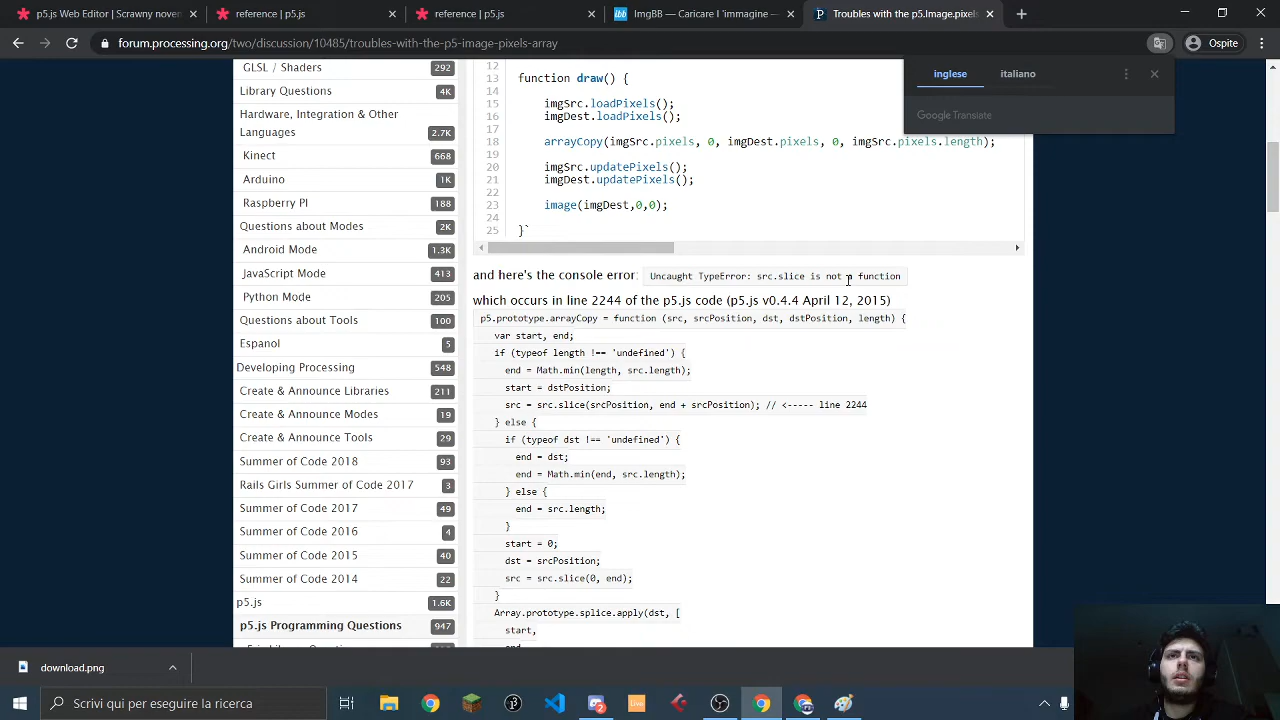 p5.js Web Editor | Scrawny noven
reference | p5.js
reference | p5.js
ibb
ImgBB — Caricare l 'immagine —
Troubles with the p5.Image.pixels
forum.processing.org/two/discussion/10485/troubles-with-the-p5-image-pixels-array
Ospite
inglese
italiano
Google Translate
GLSL / Shaders 292
Library Questions 4K
Hardware, Integration & Other
Languages 2.7K
Kinect 668
Arduino 1K
Raspberry PI 188
Questions about Modes 2K
Android Mode 1.3K
JavaScript Mode 413
Python Mode 205
Questions about Tools 100
Espanol 5
Developing Processing 548
Create & Announce Libraries 211
Create & Announce Modes 19
Create & Announce Tools 29
Summer of Code 2018 93
Rails Girls Summer of Code 2017 3
Summer of Code 2017 49
Summer of Code 2016 4
Summer of Code 2015 40
Summer of Code 2014 22
p5.js 1.6K
p5.js Programming Questions 947
12
13 function draw() {
14
15 imgSrc.loadPixels();
16 imgDest.loadPixels();
17
18 arrayCopy(imgSrc.pixels, 0, imgDest.pixels, 0, imgSrc.pixels.length);
19
20 imgSrc.updatePixels();
21 imgDest.updatePixels();
22
23 image(imgDest,0,0);
24
25 }`
and here's the console error: Uncaught TypeError: src.slice is not a function
which occurs in line 2244 of the p5.js code (p5.js v0.4.4 April 12, 2015)
p5.prototype.arrayCopy = function (src, srcPosition, dst, dstPosition, length) {
var start, end;
if (typeof length !== 'undefined') {
end = Math.min(length, src.length);
start = dstPosition;
src = src.slice(srcPosition, end + srcPosition); // <----- line 2244
} else {
if (typeof dst !== 'undefined') {
end = dst;
end = Math.min(end, src.length);
} else {
end = src.length;
}
start = 0;
dst = srcPosition;
src = src.slice(0, end);
}
Array.prototype.splice.apply(dst, [
start,
download.png
Scrivi qui per eseguire la ricerca
Live